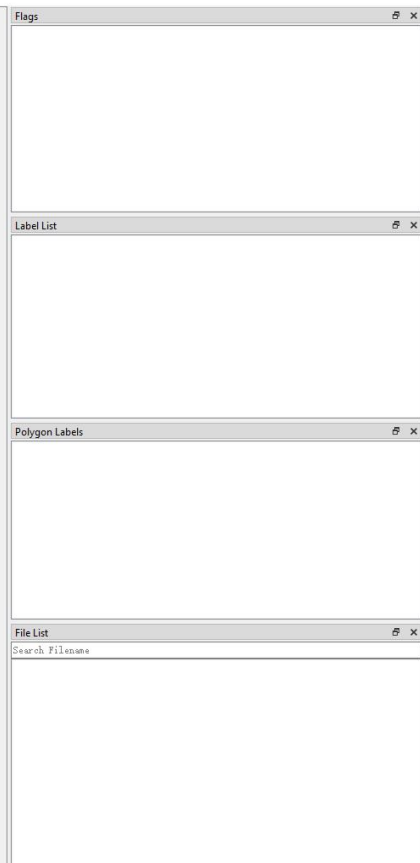 Flags
Label List
Polygon Labels
File List
Search Filename